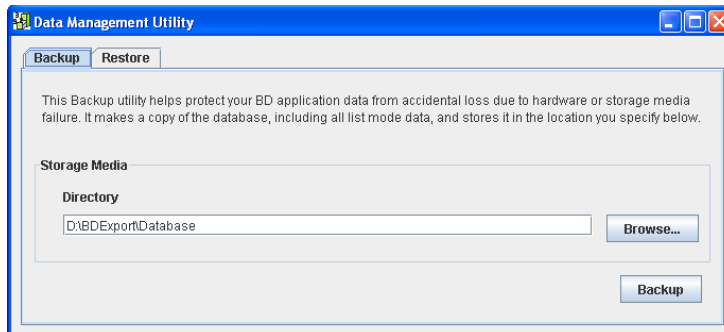 Data Management Utility
Backup Restore
This Backup utility helps protect your BD application data from accidental loss due to hardware or storage media
failure. It makes a copy of the database, including all list mode data, and stores it in the location you specify below.
Storage Media
Directory
D:\BDExport\Database
Browse...
Backup